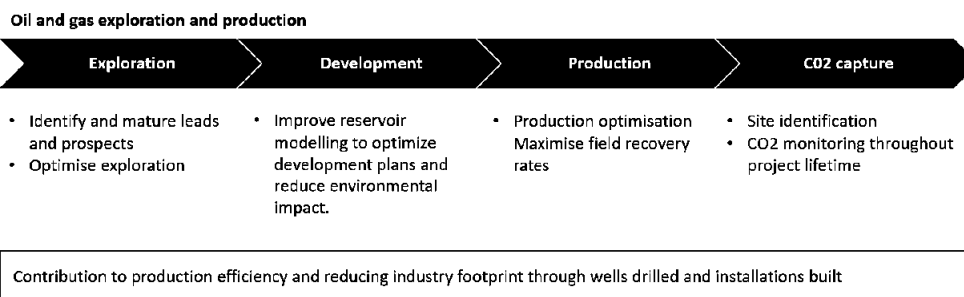 Oil and gas exploration and production
Exploration
Development
Production
C02 capture
• Identify and mature leads
and prospects
• Optimise exploration
• Improve reservoir
modelling to optimize
development plans and
reduce environmental
impact.
• Production optimisation
Maximise field recovery
rates
• Site identification
• CO2 monitoring throughout
project lifetime
Contribution to production efficiency and reducing industry footprint through wells drilled and installations built